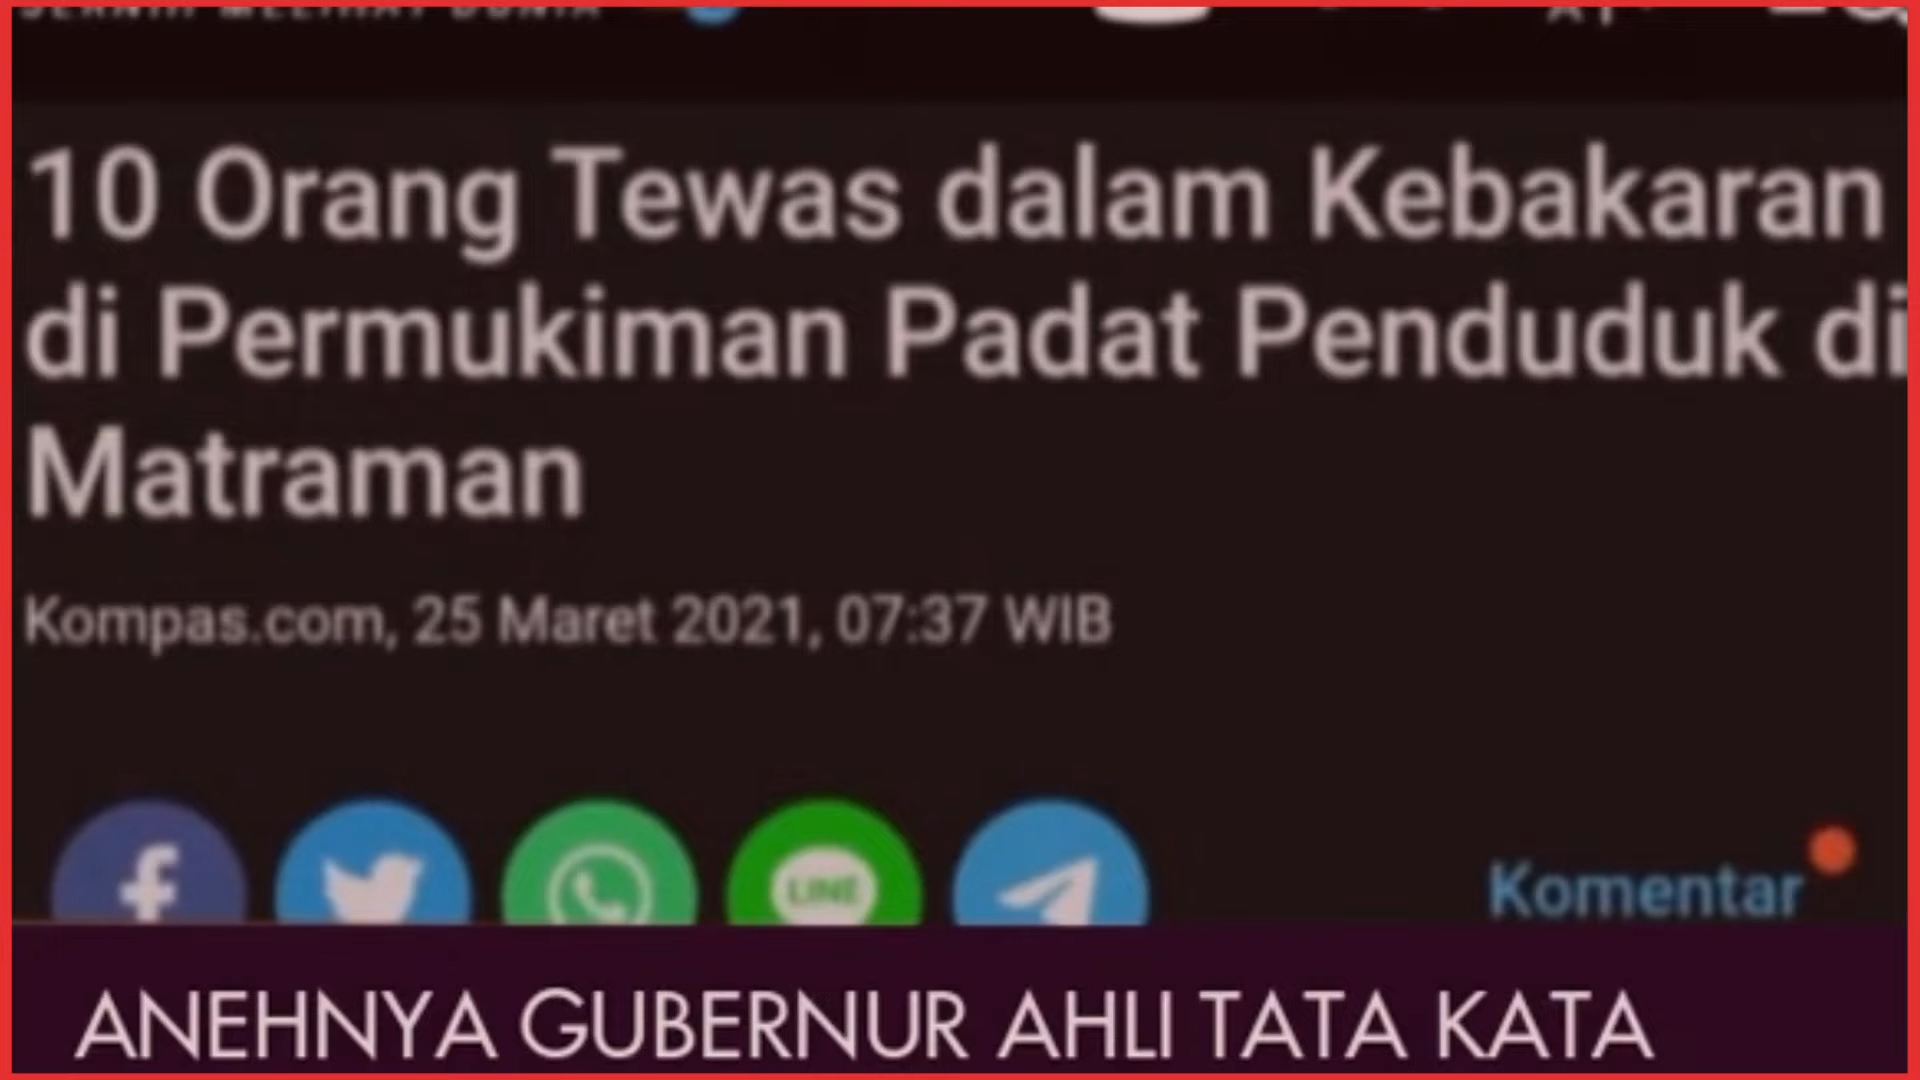 10 Orang Tewas dalam Kebakaran
di Permukiman Padat Penduduk di
Matraman
Kompas.com, 25 Maret 2021, 07:37 WIB
LINE
Komentar
ANEHNYA GUBERNUR AHLI TATA KATA